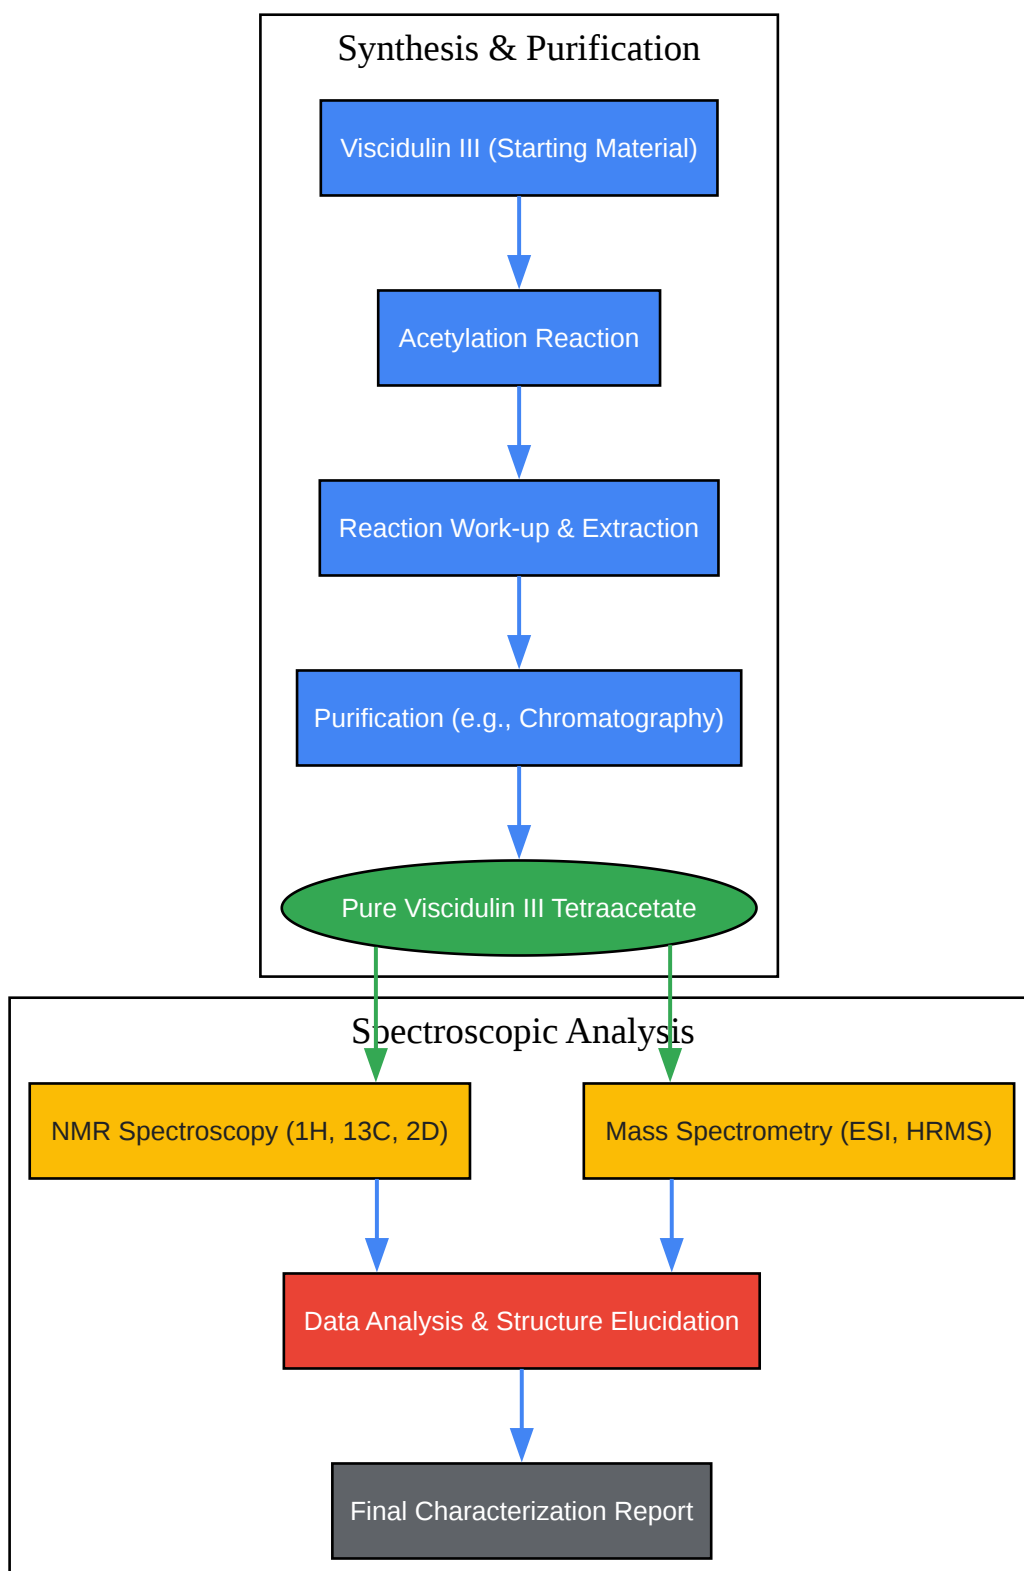 Synthesis & Purification
Viscidulin III (Starting Material)
Acetylation Reaction
Reaction Work-up & Extraction
Purification (e.g., Chromatography)
Pure Viscidulin III Tetraacetate
Spectroscopic Analysis
NMR Spectroscopy (1H, 13C, 2D)
Mass Spectrometry (ESI, HRMS)
Data Analysis & Structure Elucidation
Final Characterization Report